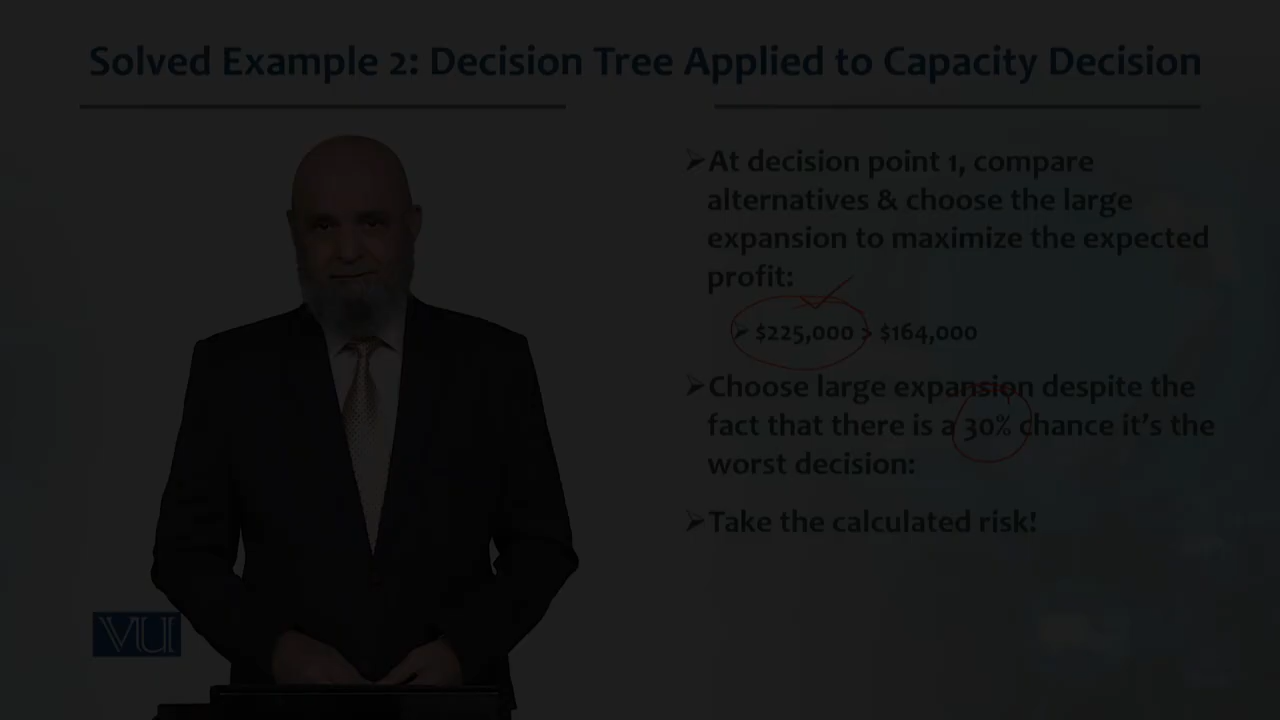 Solved Example 2: Decision Tree Applied to Capacity Decision
➢At decision point 1, compare
alternatives & choose the large
expansion to maximize the expected
profit:
➢ $225,000 > $164,000
➢Choose large expansion despite the
fact that there is a 30% chance it's the
worst decision:
➢Take the calculated risk!
VU